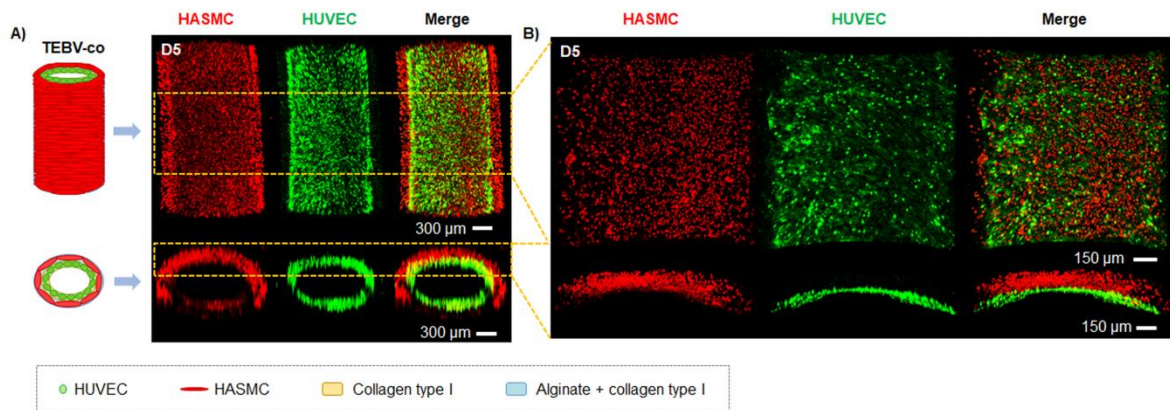 A)
TEBV-co
HASMC HUVEC Merge
D5
300 µm
300 µm
B)
HASMC HUVEC Merge
D5
150 µm
150 µm
HUVEC HASMC Collagen type I Alginate + collagen type I